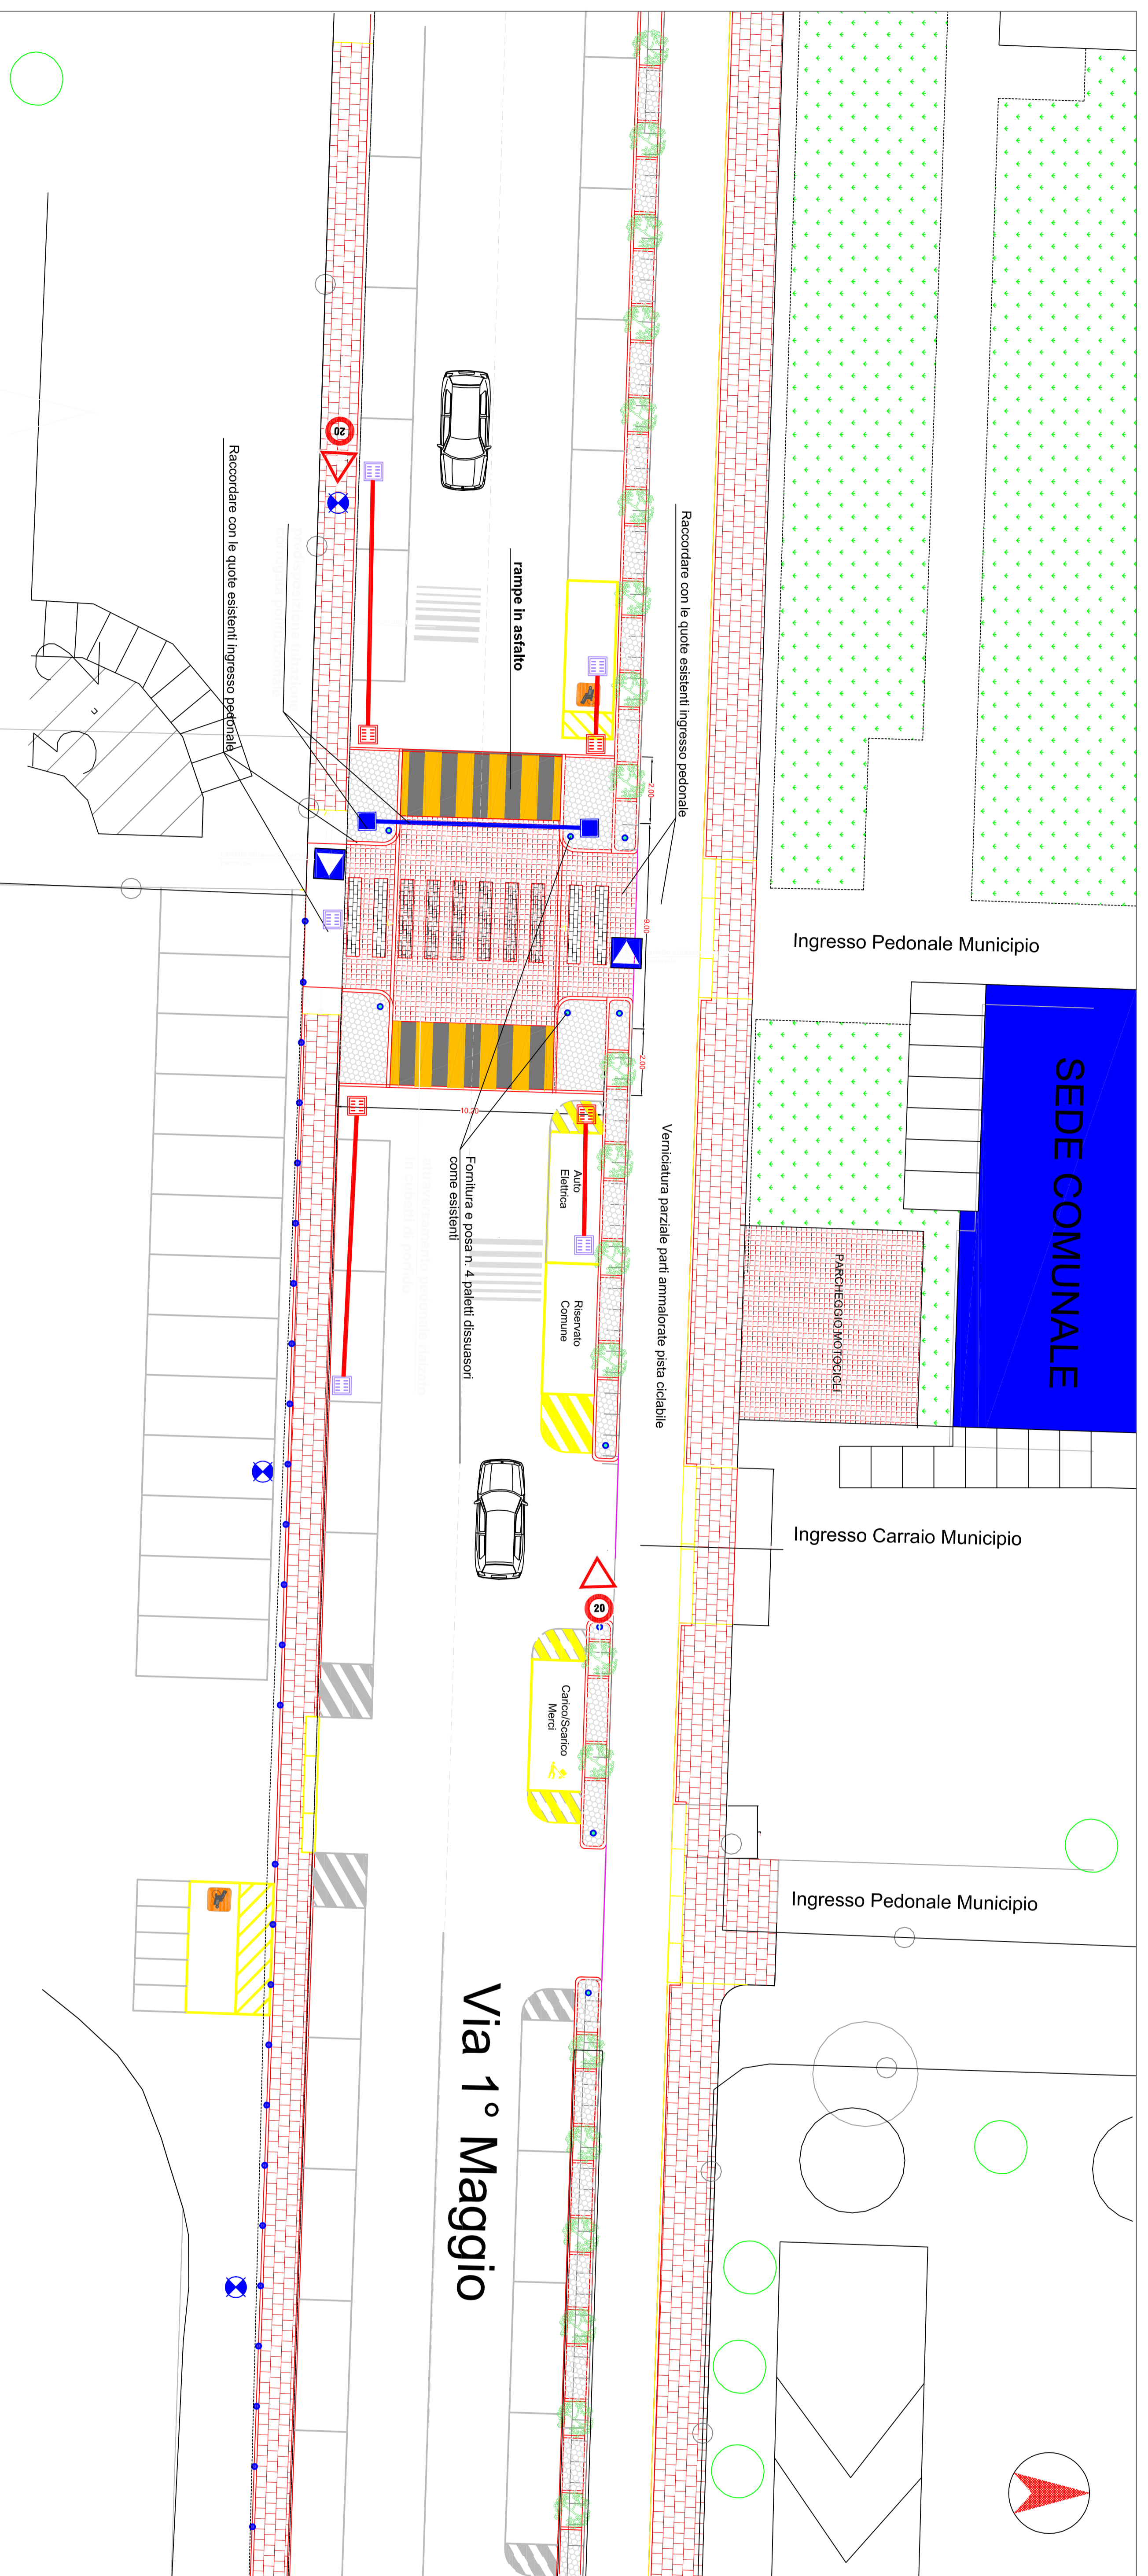 20
Raccordare con le quote esistenti ingresso pedonale
Raccordare con le quote esistenti ingresso pedonale
rampe in asfalto
2.00
9.00
2.00
10.20
Ingresso Pedonale Municipio
SEDE COMUNALE
PARCHEGGIO MOTOCICLI
Verniciatura parziale parti ammalorate pista ciclabile
Auto
Elettrica
Fornitura e posa n. 4 paletti dissuasori
come esistenti
Riservato
Comune
Ingresso Carraio Municipio
20
Carico/Scarico
Merci
Ingresso Pedonale Municipio
Via 1° Maggio